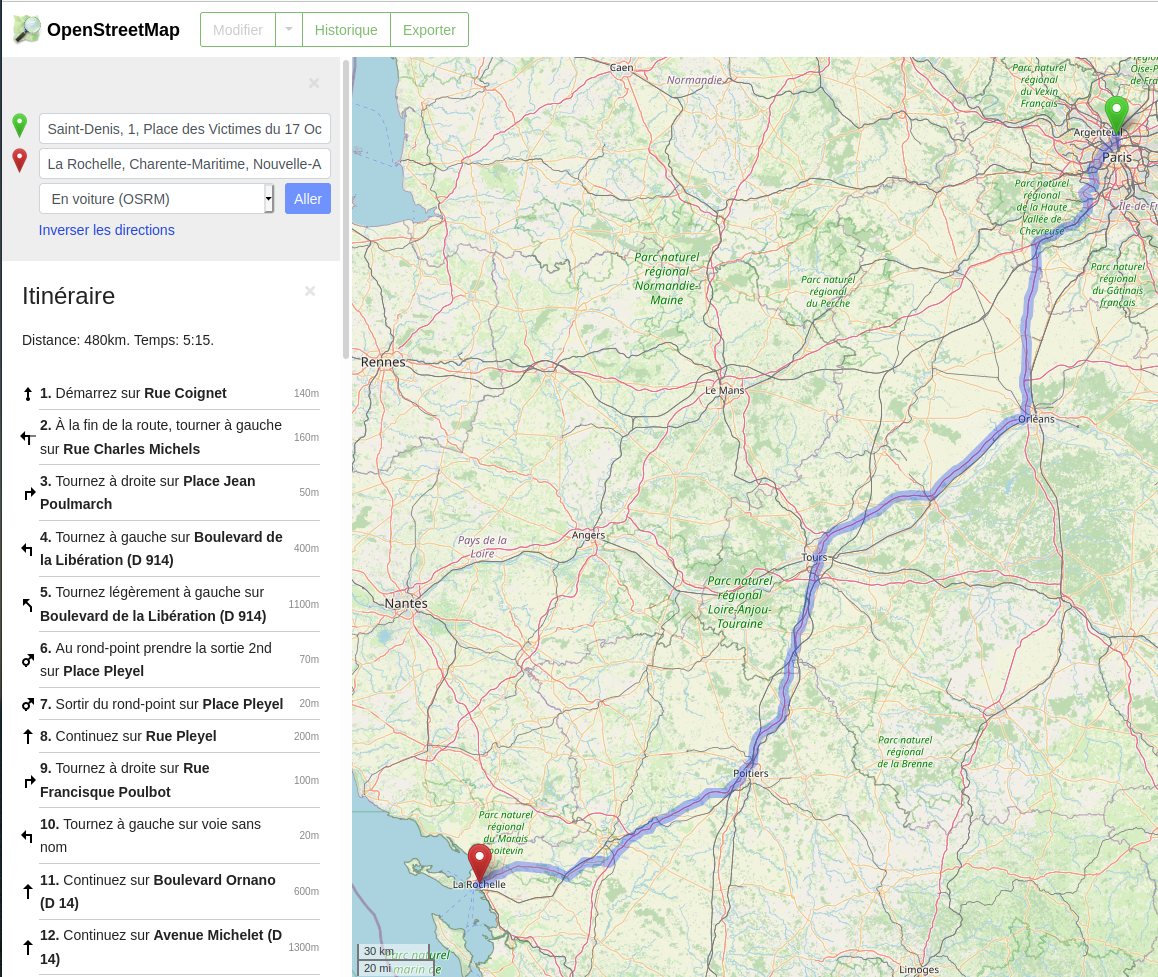 OpenStreetMap
Modifier
Historique
Exporter
×
Saint-Denis, 1, Place des Victimes du 17 Oc
La Rochelle, Charente-Maritime, Nouvelle-A
En voiture (OSRM)
Aller
Inverser les directions
Itinéraire
×
Distance: 480km. Temps: 5:15.
1. Démarrez sur Rue Coignet 140m
2. À la fin de la route, tourner à gauche
sur Rue Charles Michels 160m
3. Tournez à droite sur Place Jean
Poulmarch 50m
4. Tournez à gauche sur Boulevard de
la Libération (D 914) 400m
5. Tournez légèrement à gauche sur
Boulevard de la Libération (D 914) 1100m
6. Au rond-point prendre la sortie 2nd
sur Place Pleyel 70m
7. Sortir du rond-point sur Place Pleyel 20m
8. Continuez sur Rue Pleyel 200m
9. Tournez à droite sur Rue
Francisque Poulbot 100m
10. Tournez à gauche sur voie sans
nom 20m
11. Continuez sur Boulevard Ornano
(D 14) 600m
12. Continuez sur Avenue Michelet (D
14) 1300m
Caen
Normandie
Parc naturel
régional
du Vexin
Français
Oise-P
de Fra
Argenteuil
Paris
Parc naturel
régional
de la Haute
Vallée de
Chevreuse
Île-de-Fr
Parc naturel
régional
Normandie-
Maine
Parc naturel
régional
du Perche
Parc naturel
régional
du Gâtinais
français
Rennes
Le Mans
Orléans
Pays de la
Loire
Angers
Tours
Nantes
Parc naturel
régional
Loire-Anjou-
Touraine
Parc naturel
régional
de la Brenne
Poitiers
Parc naturel
régional
du Marais
poitevin
La Rochelle
30 km
20 mi
Parc naturel
marin de
Limoges